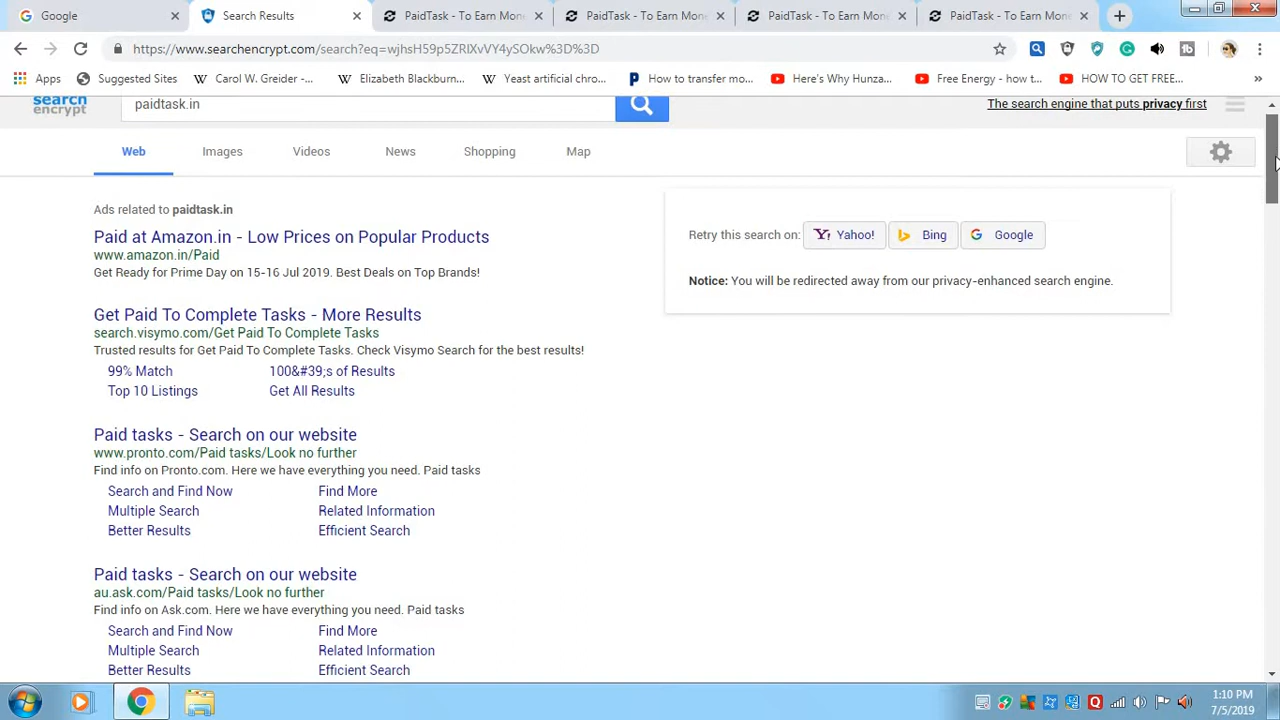 Google
Search Results
PaidTask - To Earn Mon
PaidTask - To Earn Mone
PaidTask - To Earn Mone
PaidTask - To Earn Mone
https://www.searchencrypt.com/search?eq=wjhsH59p5ZRlXvVY4ySOkw%3D%3D
Apps
Suggested Sites
Carol W. Greider -...
Elizabeth Blackburn...
Yeast artificial chro...
How to transfer mo...
Here's Why Hunza...
Free Energy - how t...
HOW TO GET FREE...
search
encrypt
paidtask.in
The search engine that puts privacy first
Web
Images
Videos
News
Shopping
Map
Ads related to paidtask.in
Paid at Amazon.in - Low Prices on Popular Products
www.amazon.in/Paid
Get Ready for Prime Day on 15-16 Jul 2019. Best Deals on Top Brands!
Retry this search on: Yahoo! Bing Google
Notice: You will be redirected away from our privacy-enhanced search engine.
Get Paid To Complete Tasks - More Results
search.visymo.com/Get Paid To Complete Tasks
Trusted results for Get Paid To Complete Tasks. Check Visymo Search for the best results!
99% Match
100&#39;s of Results
Top 10 Listings
Get All Results
Paid tasks - Search on our website
www.pronto.com/Paid tasks/Look no further
Find info on Pronto.com. Here we have everything you need. Paid tasks
Search and Find Now
Find More
Multiple Search
Related Information
Better Results
Efficient Search
Paid tasks - Search on our website
au.ask.com/Paid tasks/Look no further
Find info on Ask.com. Here we have everything you need. Paid tasks
Search and Find Now
Find More
Multiple Search
Related Information
Better Results
Efficient Search
1:10 PM
7/5/2019